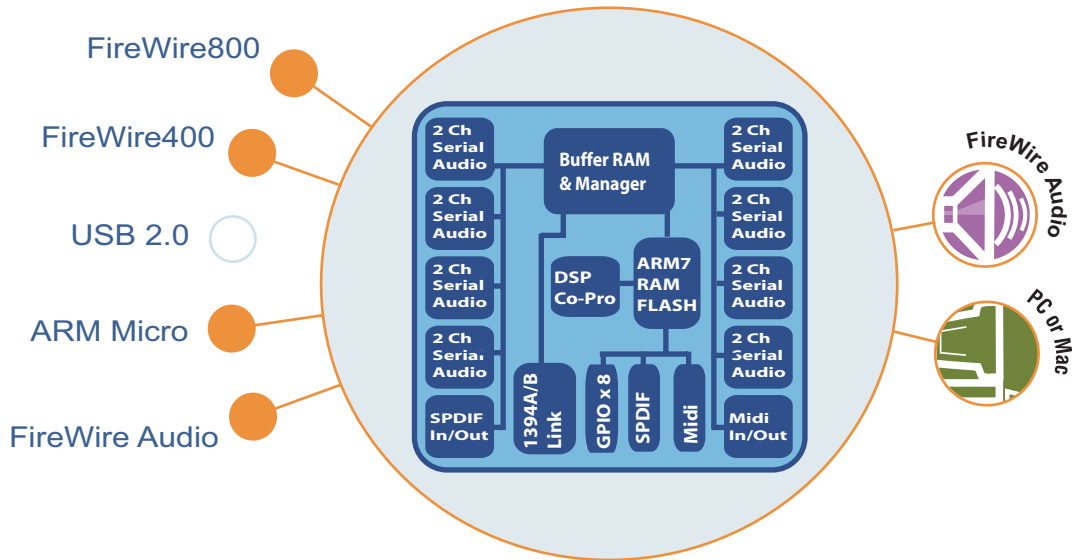 FireWire800
FireWire400
USB 2.0
ARM Micro
FireWire Audio
2 Ch
Serial
Audio
2 Ch
Serial
Audio
2 Ch
Serial
Audio
2 Ch
Serial
Audio
SPDIF
In/Out
Buffer RAM
& Manager
DSP
Co-Pro
ARM7
RAM
FLASH
1394A/B
Link
GPIO x 8
SPDIF
Midi
2 Ch
Serial
Audio
2 Ch
Serial
Audio
2 Ch
Serial
Audio
2 Ch
Serial
Audio
Midi
In/Out
FireWire Audio
PC or Mac